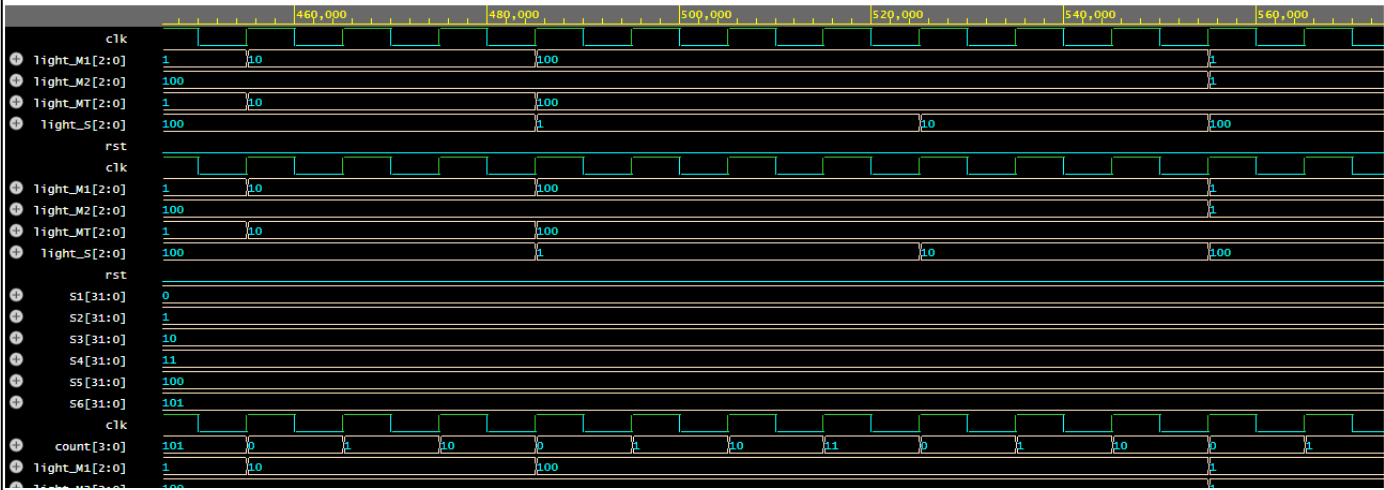 460,000 480,000 500,000 520,000 540,000 560,000
clk
light_M1[2:0] 1 10 100 1
light_M2[2:0] 100 1
light_MT[2:0] 1 10 100
light_S[2:0] 100 1 10 100
rst
clk
light_M1[2:0] 1 10 100 1
light_M2[2:0] 100 1
light_MT[2:0] 1 10 100
light_S[2:0] 100 1 10 100
rst
S1[31:0] 0
S2[31:0] 1
S3[31:0] 10
S4[31:0] 11
S5[31:0] 100
S6[31:0] 101
clk
count[3:0] 101 0 1 10 0 1 10 11 0 1 10 0 1
light_M1[2:0] 1 10 100 1